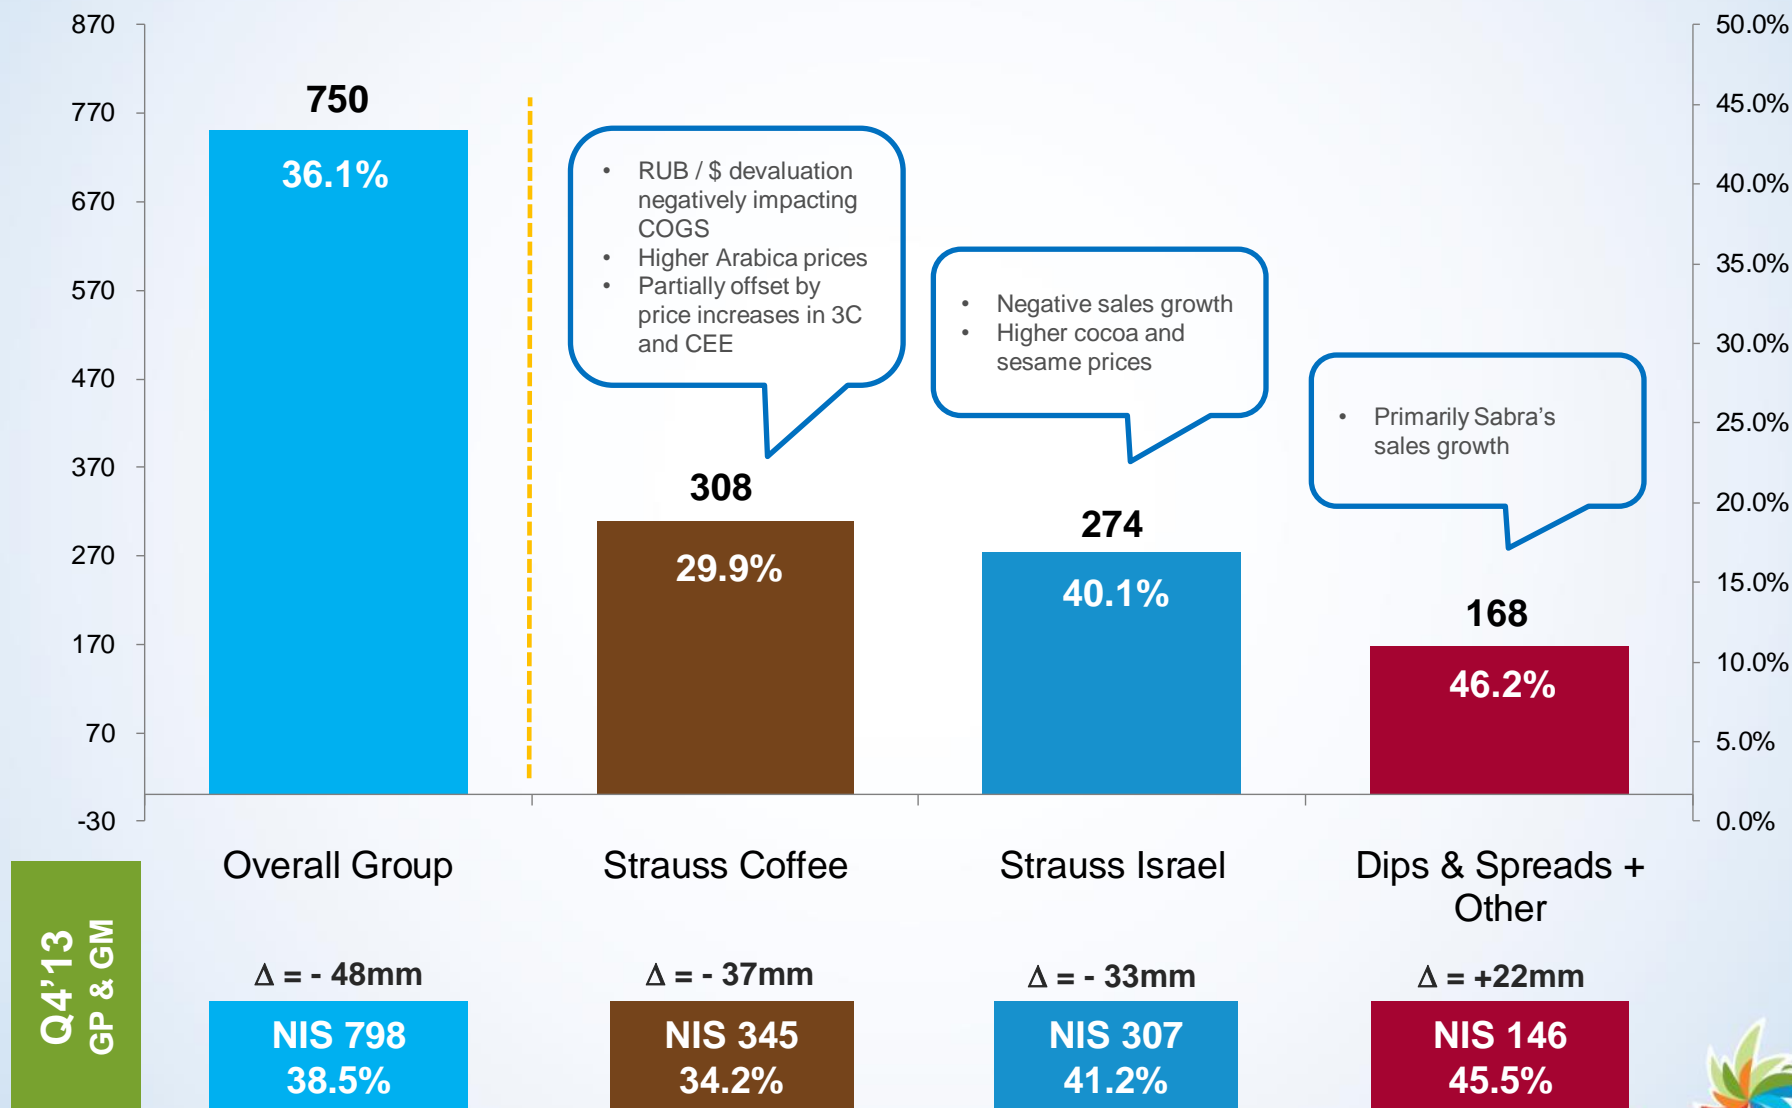 870
770
670
570
470
370
270
170
70
-30
50.0%
45.0%
40.0%
35.0%
30.0%
25.0%
20.0%
15.0%
10.0%
5.0%
0.0%
750
36.1%
• RUB / $ devaluation
negatively impacting
COGS
• Higher Arabica prices
• Partially offset by
price increases in 3C
and CEE
308
29.9%
• Negative sales growth
• Higher cocoa and
sesame prices
274
40.1%
• Primarily Sabra's
sales growth
168
46.2%
Overall Group
Strauss Coffee
Strauss Israel
Dips & Spreads +
Other
Q4'13
GP & GM
Δ = - 48mm
Δ = - 37mm
Δ = - 33mm
Δ = +22mm
NIS 798
38.5%
NIS 345
34.2%
NIS 307
41.2%
NIS 146
45.5%